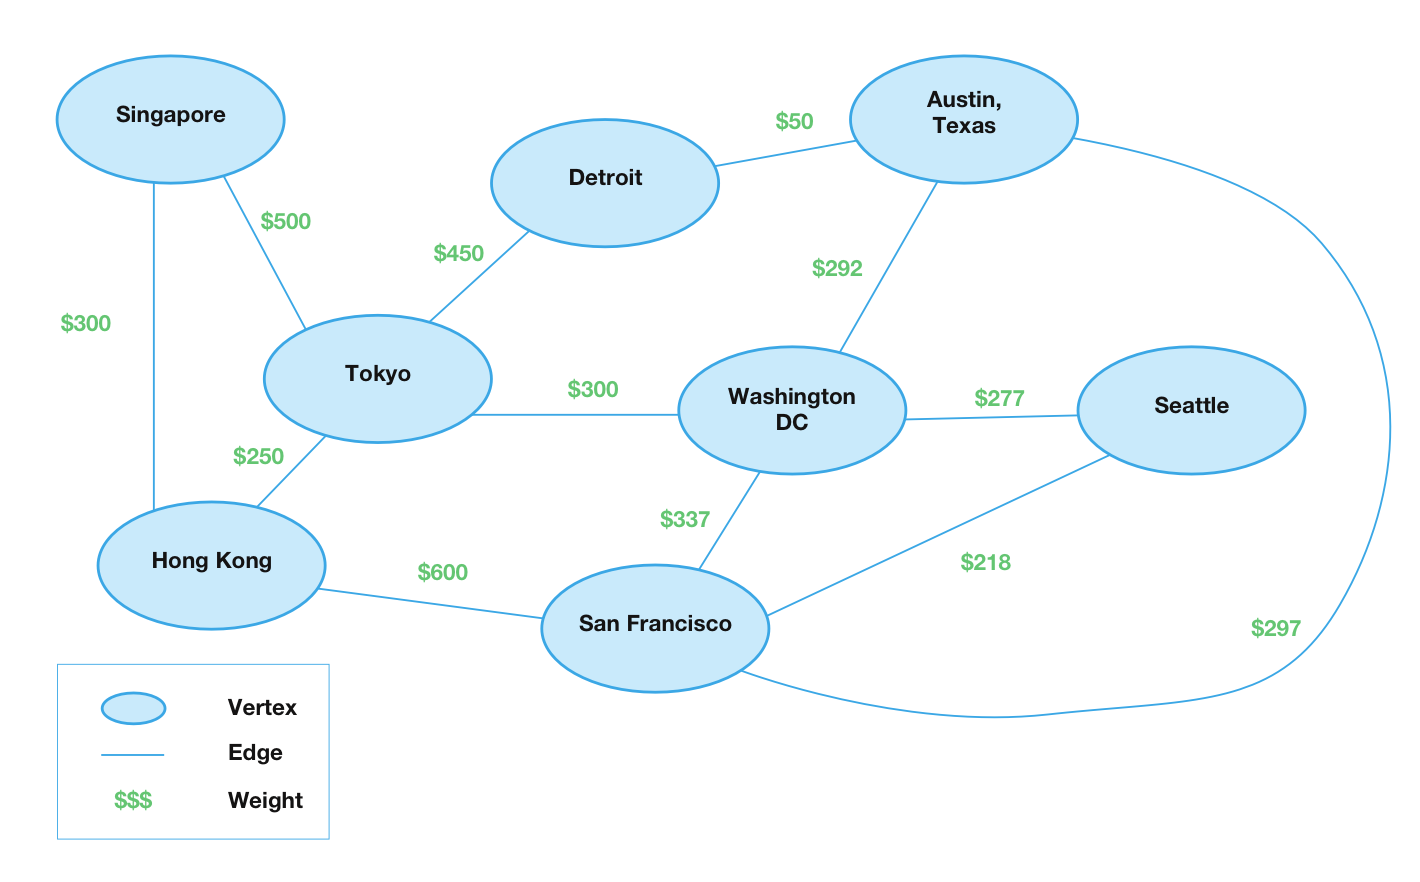 Singapore
Austin,
Texas
$50
Detroit
$500
$450
$292
$300
Tokyo
$300
Washington
DC
$277
Seattle
$250
$337
Hong Kong
$600
$218
San Francisco
$297
Vertex
Edge
$$$ Weight